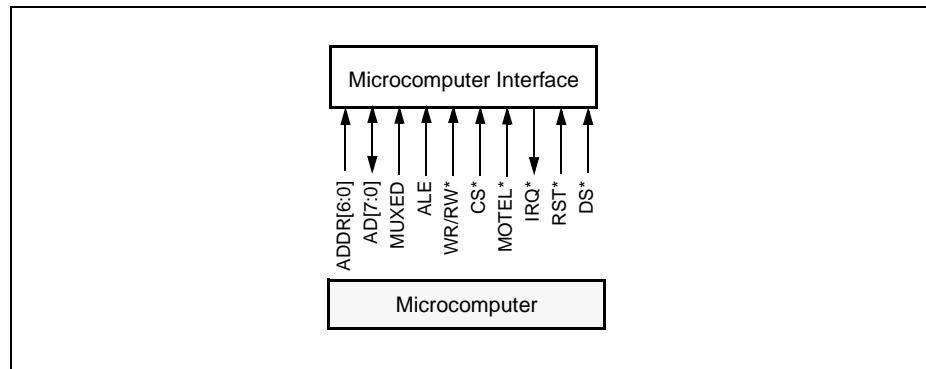 Microcomputer Interface
ADDR[6:0]
AD[7:0]
MUXED
ALE
WR/RW*
CS*
MOTEL*
IRQ*
RST*
DS*
Microcomputer